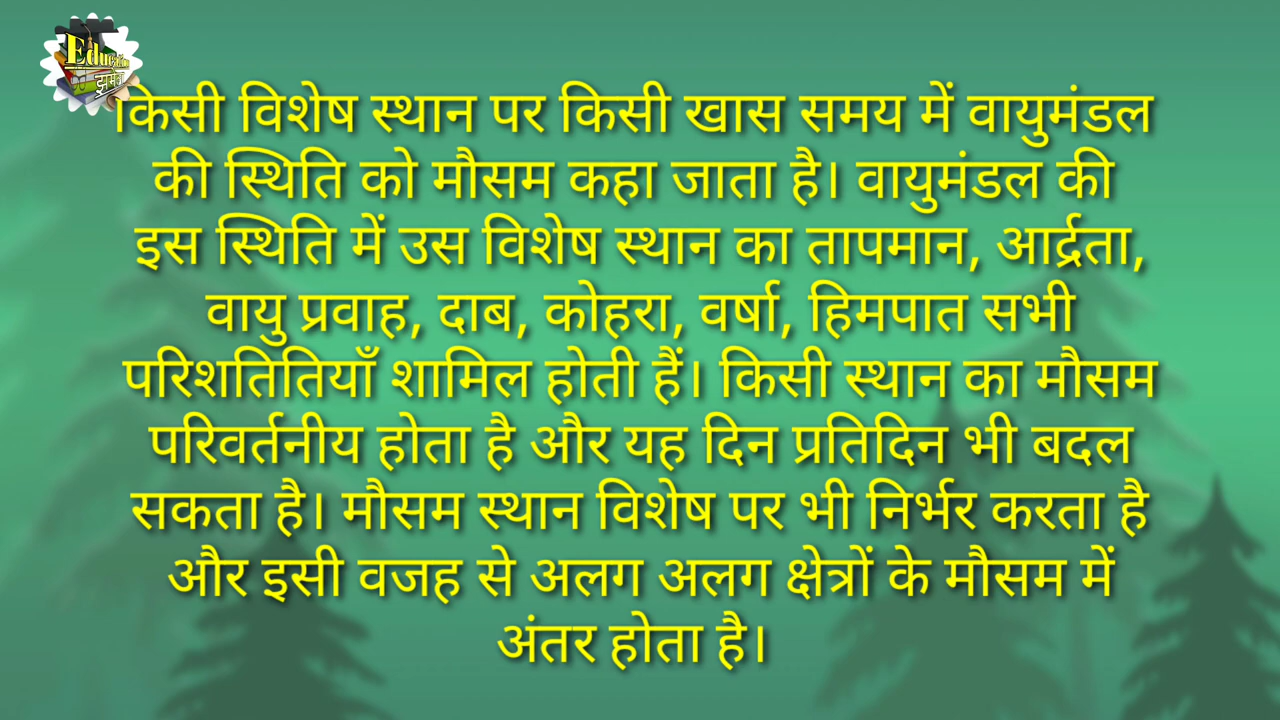 Education
झमेला
किसी विशेष स्थान पर किसी खास समय में वायुमंडल
की स्थिति को मौसम कहा जाता है। वायुमंडल की
इस स्थिति में उस विशेष स्थान का तापमान, आर्द्रता,
वायु प्रवाह, दाब, कोहरा, वर्षा, हिमपात सभी
परिशतितियाँ शामिल होती हैं। किसी स्थान का मौसम
परिवर्तनीय होता है और यह दिन प्रतिदिन भी बदल
सकता है। मौसम स्थान विशेष पर भी निर्भर करता है
और इसी वजह से अलग अलग क्षेत्रों के मौसम में
अंतर होता है।